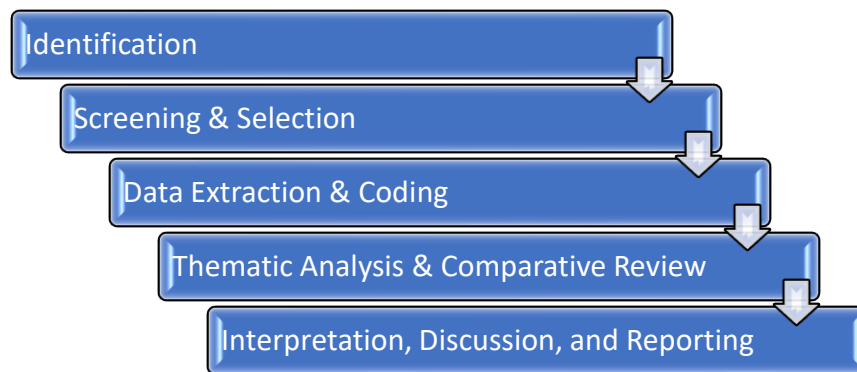 Identification
Screening & Selection
Data Extraction & Coding
Thematic Analysis & Comparative Review
Interpretation, Discussion, and Reporting